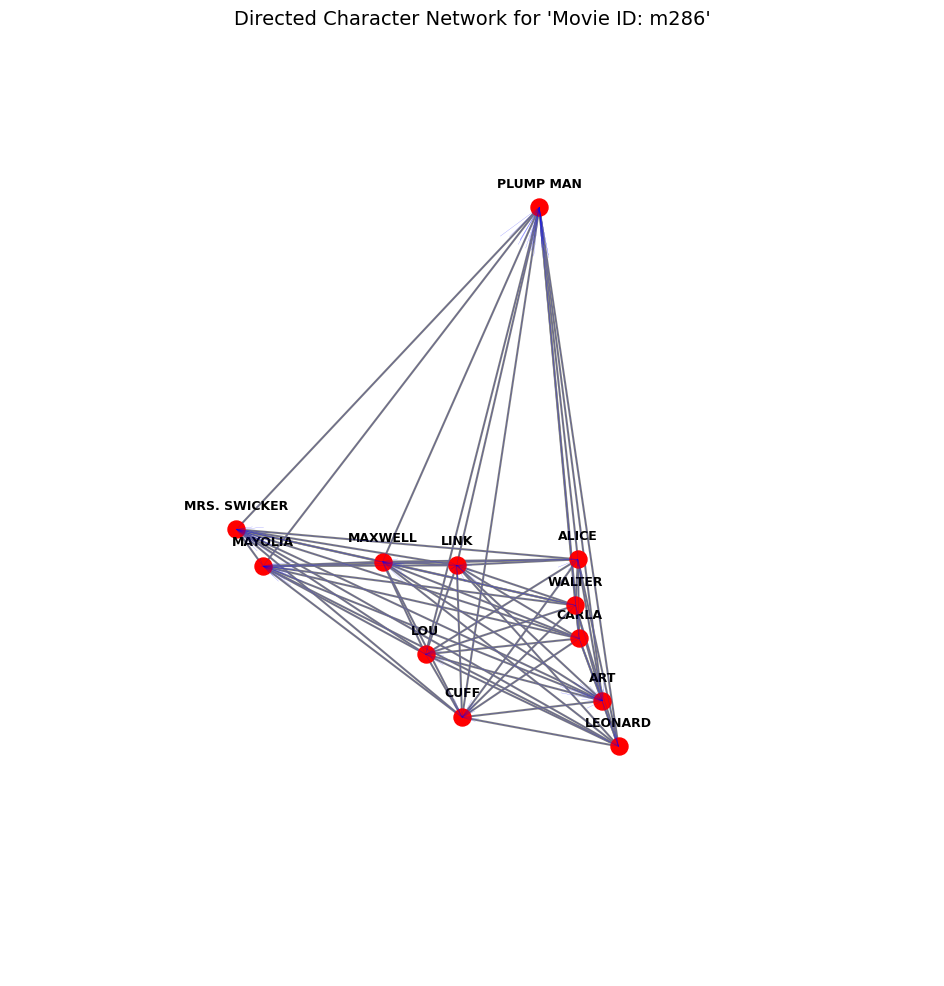 Directed Character Network for 'Movie ID: m286'
PLUMP MAN
MRS. SWICKER
MAYOLIA
MAXWELL
LINK
ALICE
WALTER
CARLA
LOU
ART
CUFF
LEONARD